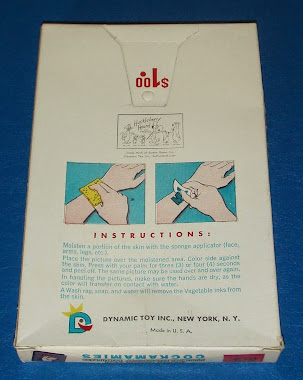 $1.00
Huckleberry
Hound
INSTRUCTIONS:
Moisten a portion of the skin with the sponge applicator (face,
arms, legs, etc.).
Place the picture over the moistened area. Color side against
the skin. Press with your palm for three (3) or four (4) seconds
and peel off. The same picture may be used over and over again.
In handling the pictures, make sure the hands are dry, as the
color will transfer on contact with water.
A Wash rag, soap, and water will remove the Vegetable inks from
the skin.
DYNAMIC TOY INC., NEW YORK, N. Y.
Made in U. S. A.
COCKAMAMIES